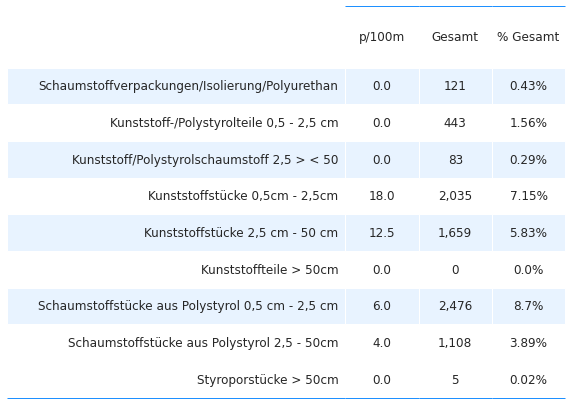 p/100m Gesamt % Gesamt
Schaumstoffverpackungen/Isolierung/Polyurethan 0.0 121 0.43%
Kunststoff-/Polystyrolteile 0,5 - 2,5 cm 0.0 443 1.56%
Kunststoff/Polystyrolschaumstoff 2,5 > < 50 0.0 83 0.29%
Kunststoffstücke 0,5cm - 2,5cm 18.0 2,035 7.15%
Kunststoffstücke 2,5 cm - 50 cm 12.5 1,659 5.83%
Kunststoffteile > 50cm 0.0 0 0.0%
Schaumstoffstücke aus Polystyrol 0,5 cm - 2,5 cm 6.0 2,476 8.7%
Schaumstoffstücke aus Polystyrol 2,5 - 50cm 4.0 1,108 3.89%
Styroporstücke > 50cm 0.0 5 0.02%